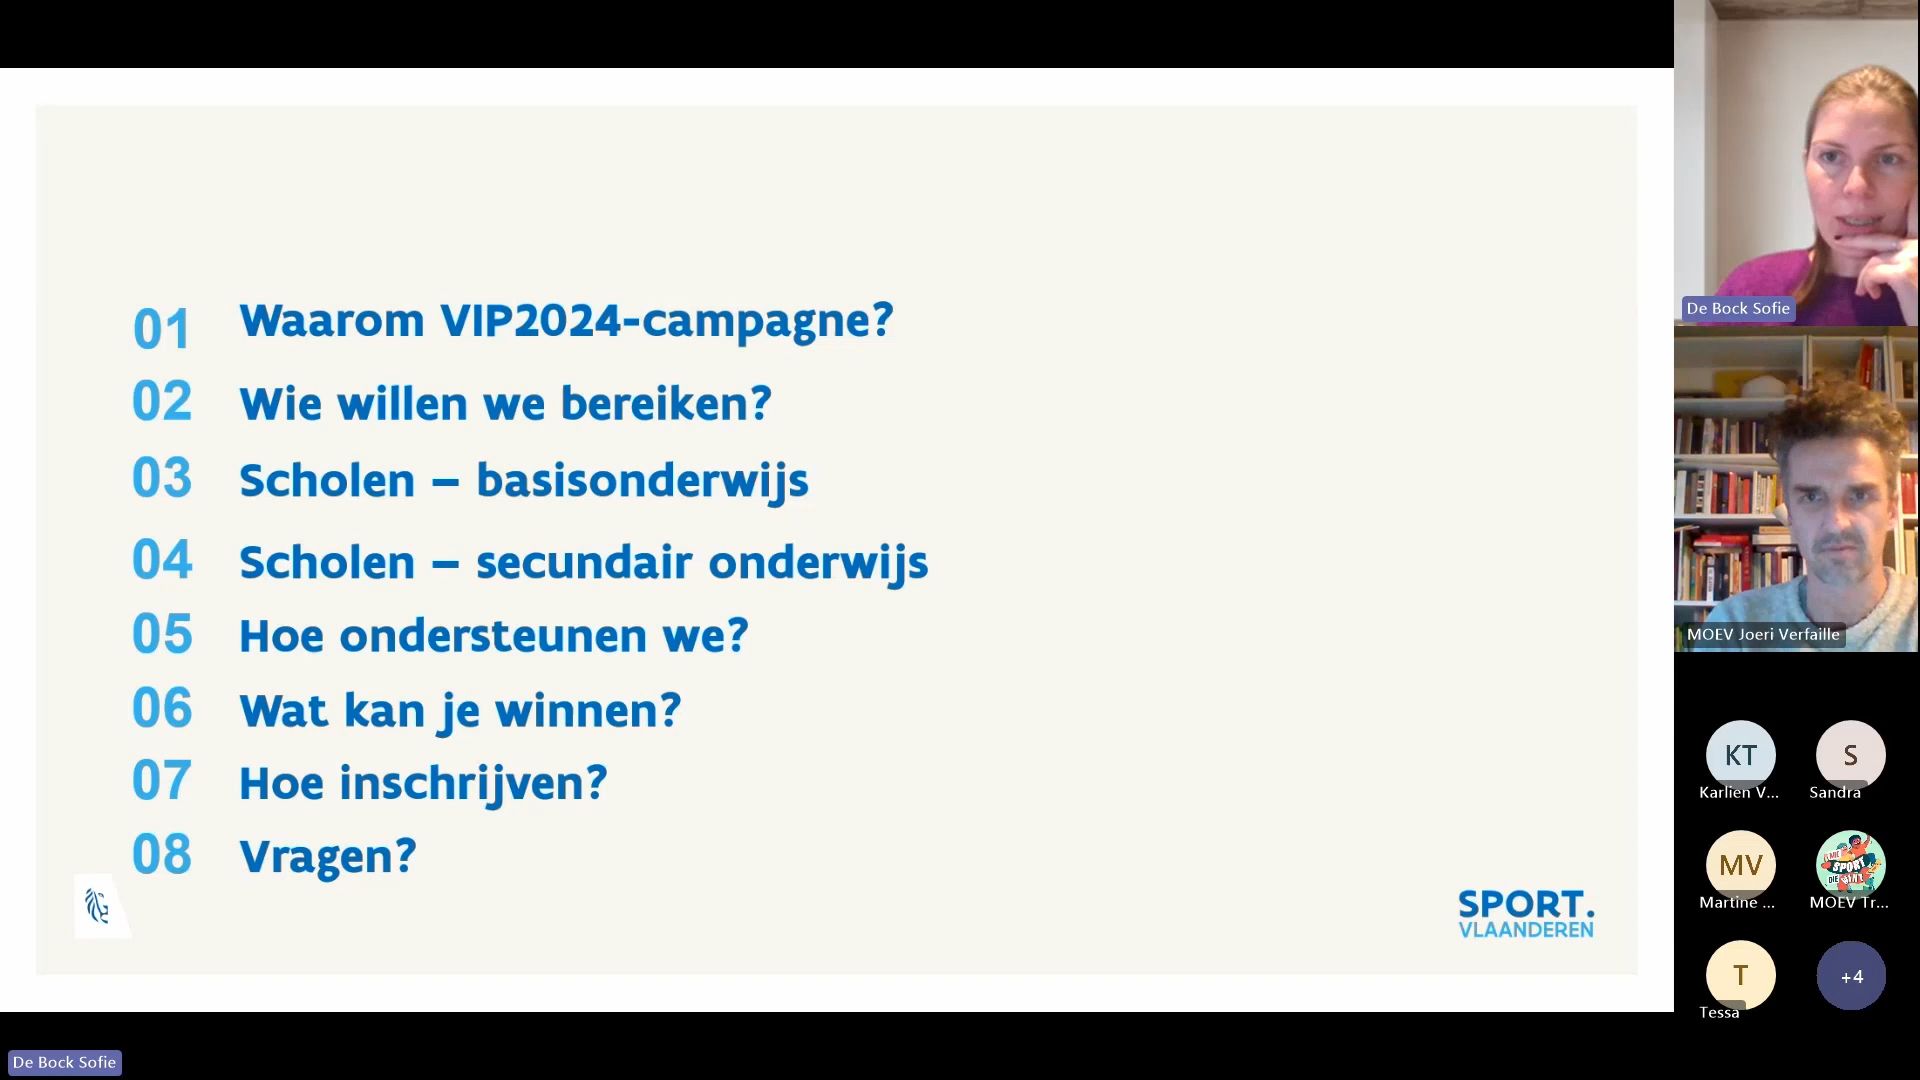 01 Waarom VIP2024-campagne?
02 Wie willen we bereiken?
03 Scholen – basisonderwijs
04 Scholen – secundair onderwijs
05 Hoe ondersteunen we?
06 Wat kan je winnen?
07 Hoe inschrijven?
08 Vragen?
SPORT.
VLAANDEREN
De Bock Sofie
De Bock Sofie
MOEV Joeri Verfaille
KT
Karlien V...
S
Sandra
MV
Martine ...
SPORT
DIE
MOEV Tr...
T
Tessa
+4